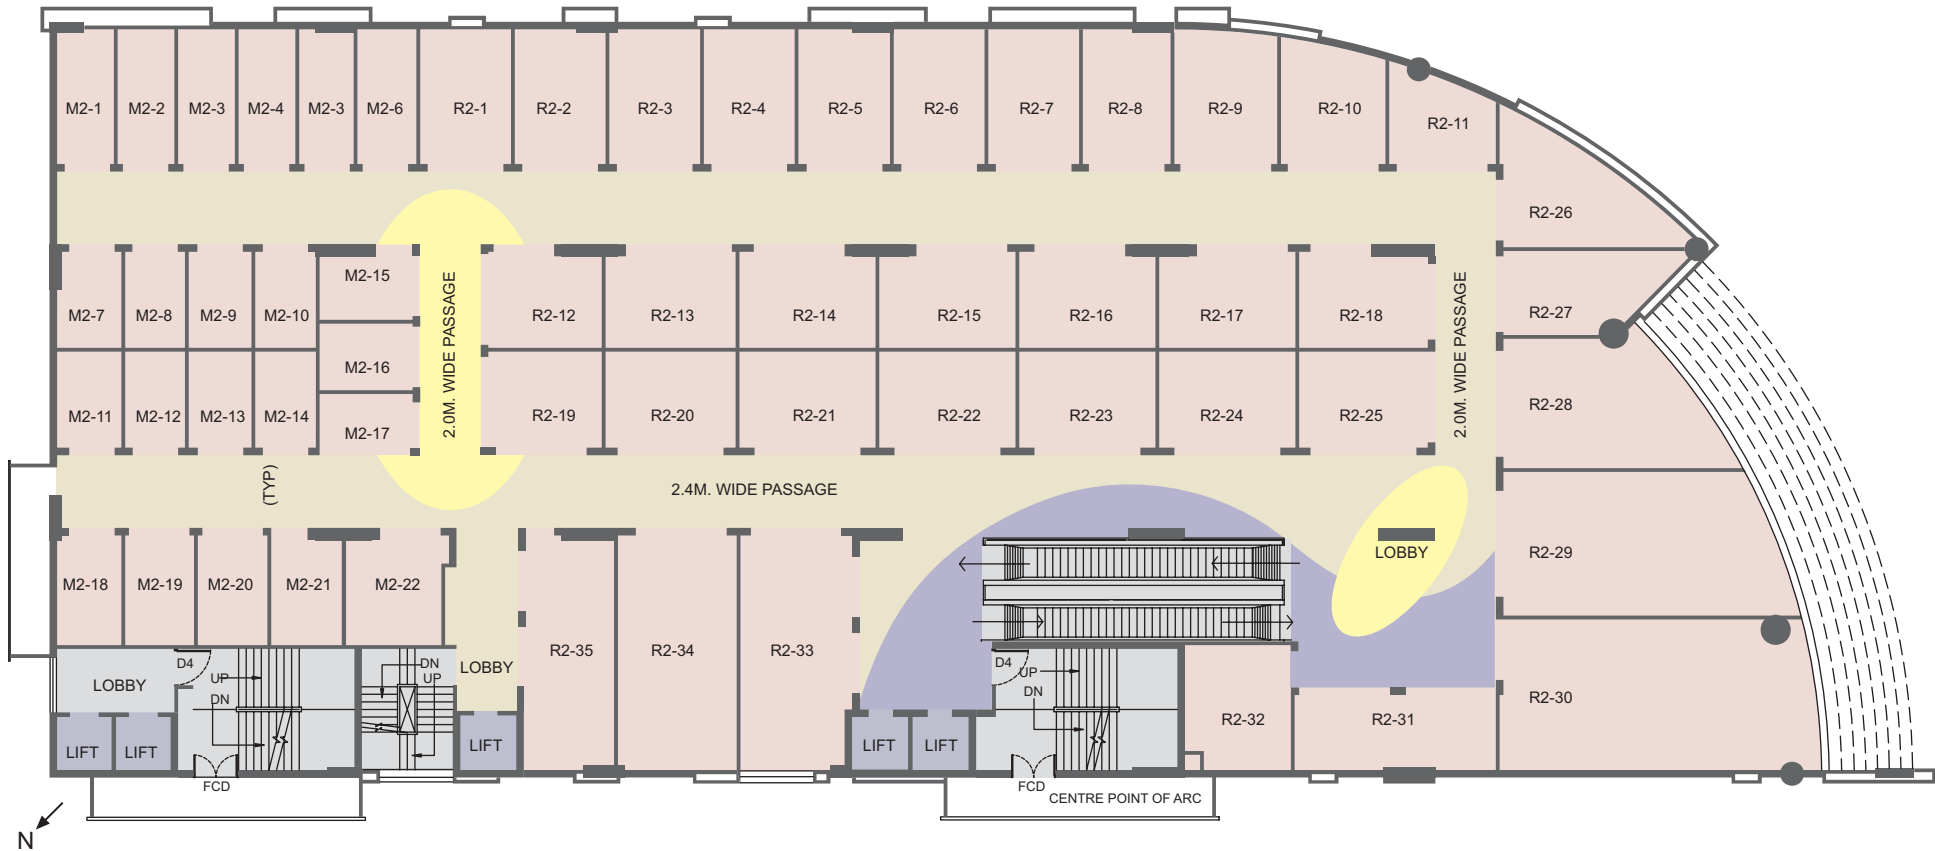 M2-1
M2-2
M2-3
M2-4
M2-3
M2-6
R2-1
R2-2
R2-3
R2-4
R2-5
R2-6
R2-7
R2-8
R2-9
R2-10
R2-11
R2-26
M2-7
M2-8
M2-9
M2-10
M2-15
2.0M. WIDE PASSAGE
R2-12
R2-13
R2-14
R2-15
R2-16
R2-17
R2-18
2.0M. WIDE PASSAGE
R2-27
M2-16
M2-11
M2-12
M2-13
M2-14
M2-17
R2-19
R2-20
R2-21
R2-22
R2-23
R2-24
R2-25
R2-28
(TYP)
2.4M. WIDE PASSAGE
LOBBY
R2-29
M2-18
M2-19
M2-20
M2-21
M2-22
R2-35
R2-34
R2-33
LOBBY
D4
UP
DN
DN
UP
LOBBY
D4
UP
DN
R2-32
R2-31
R2-30
LIFT
LIFT
LIFT
LIFT
LIFT
FCD
FCD
CENTRE POINT OF ARC
N